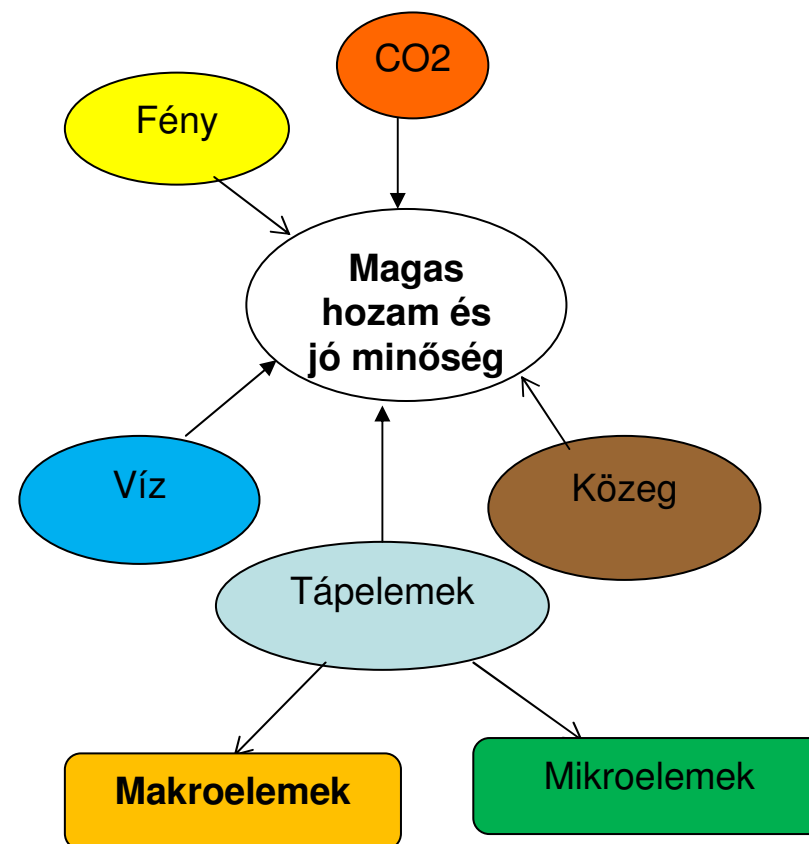 CO2
Fény
Magas
hozam és
jó minőség
Víz
Közeg
Tápelemek
Makroelemek
Mikroelemek